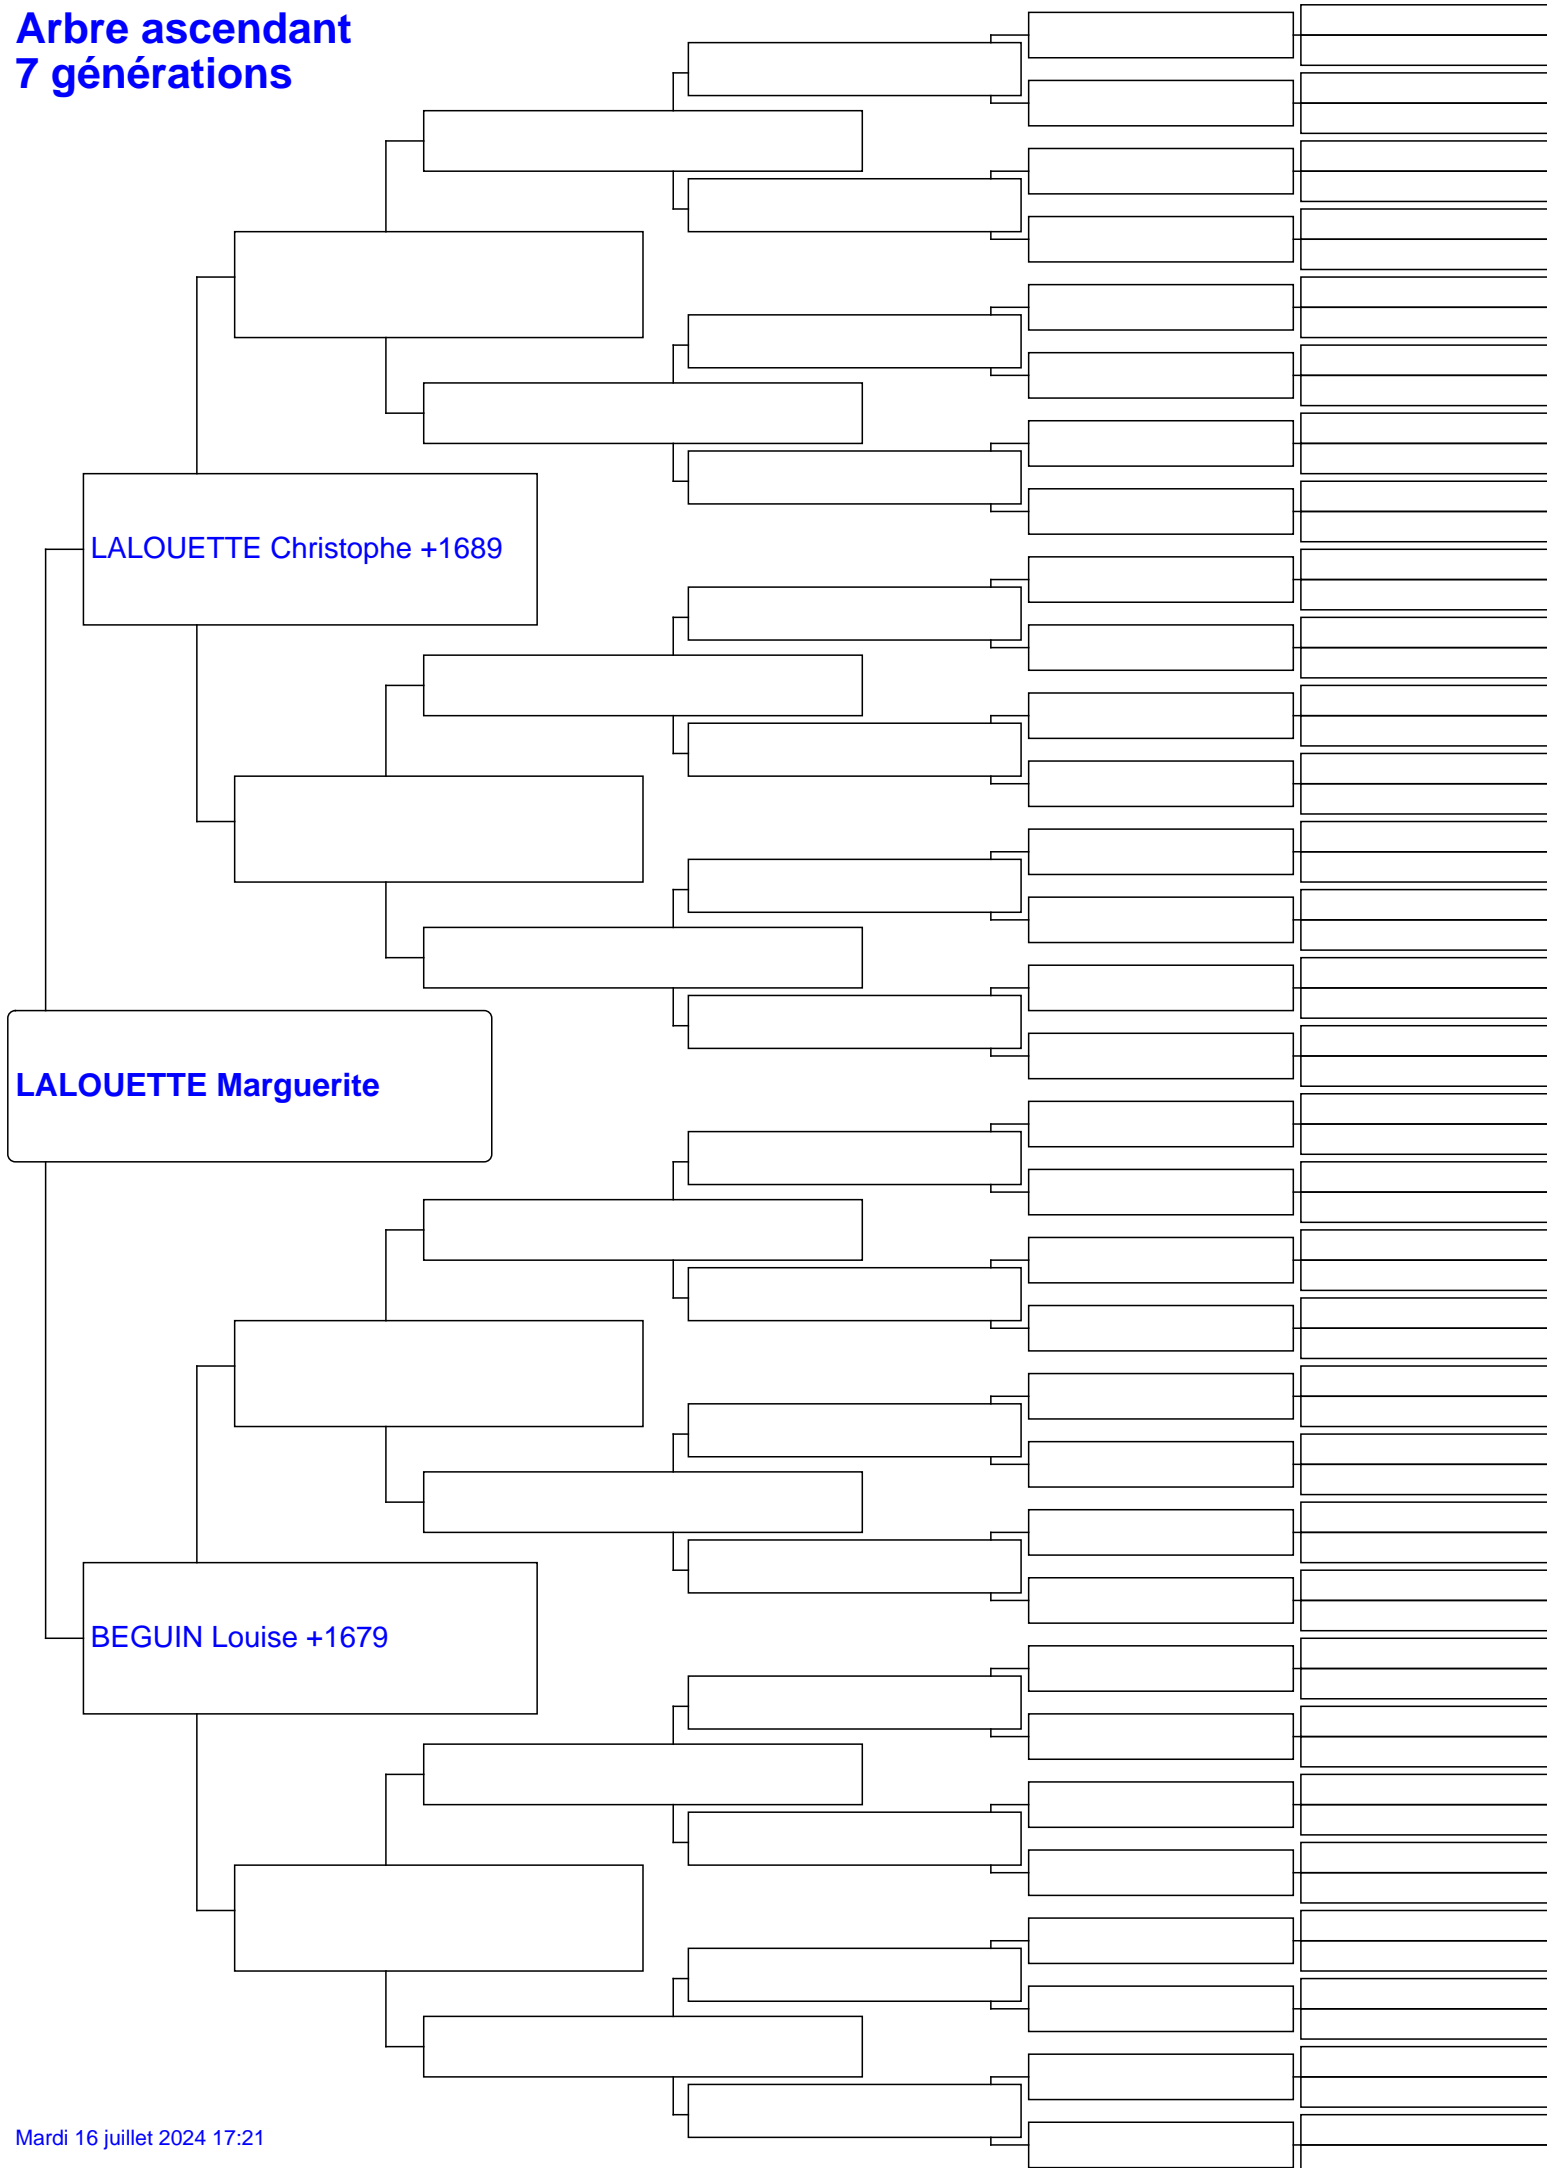 Arbre ascendant
7 générations
LALOUETTE Christophe +1689
LALOUETTE Marguerite
BEGUIN Louise +1679
Mardi 16 juillet 2024 17:21